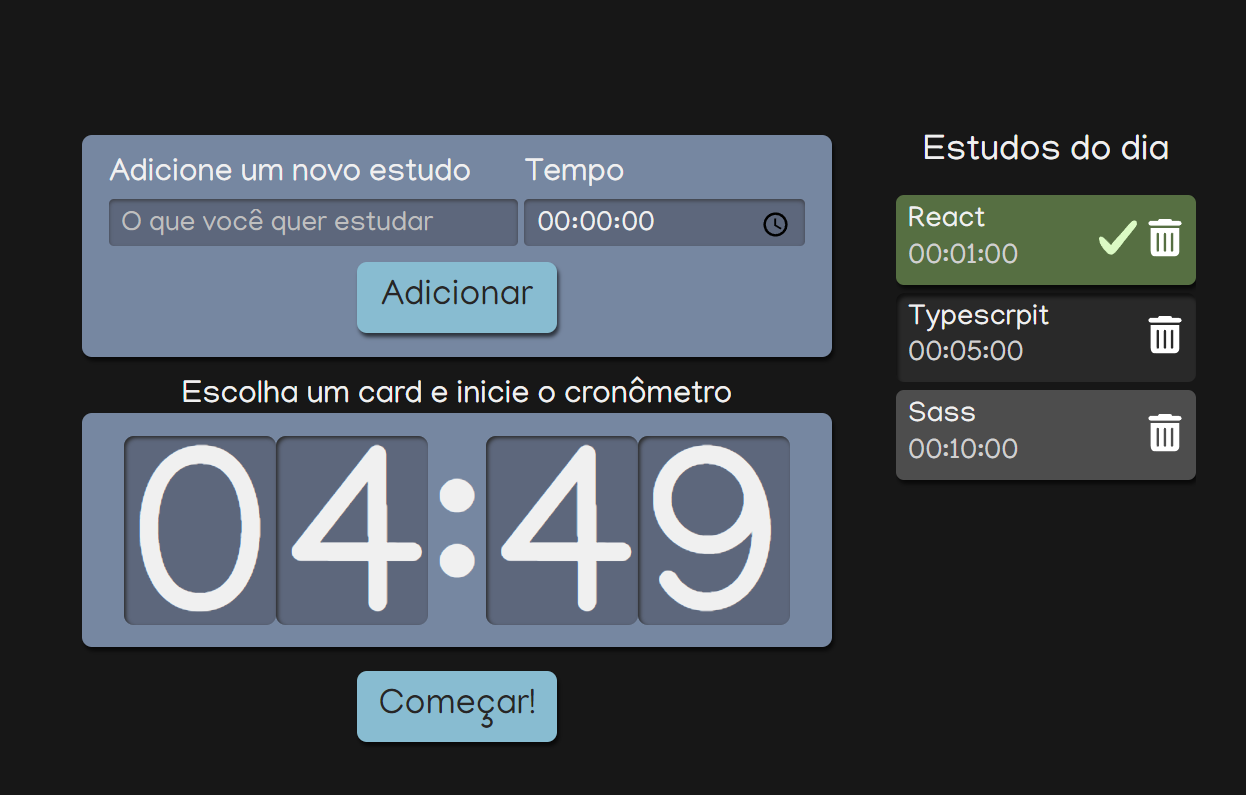 Adicione um novo estudo
Tempo
O que você quer estudar
00:00:00
Adicionar
Escolha um card e inicie o cronômetro
04:49
Começar!
Estudos do dia
React
00:01:00
Typescrpit
00:05:00
Sass
00:10:00